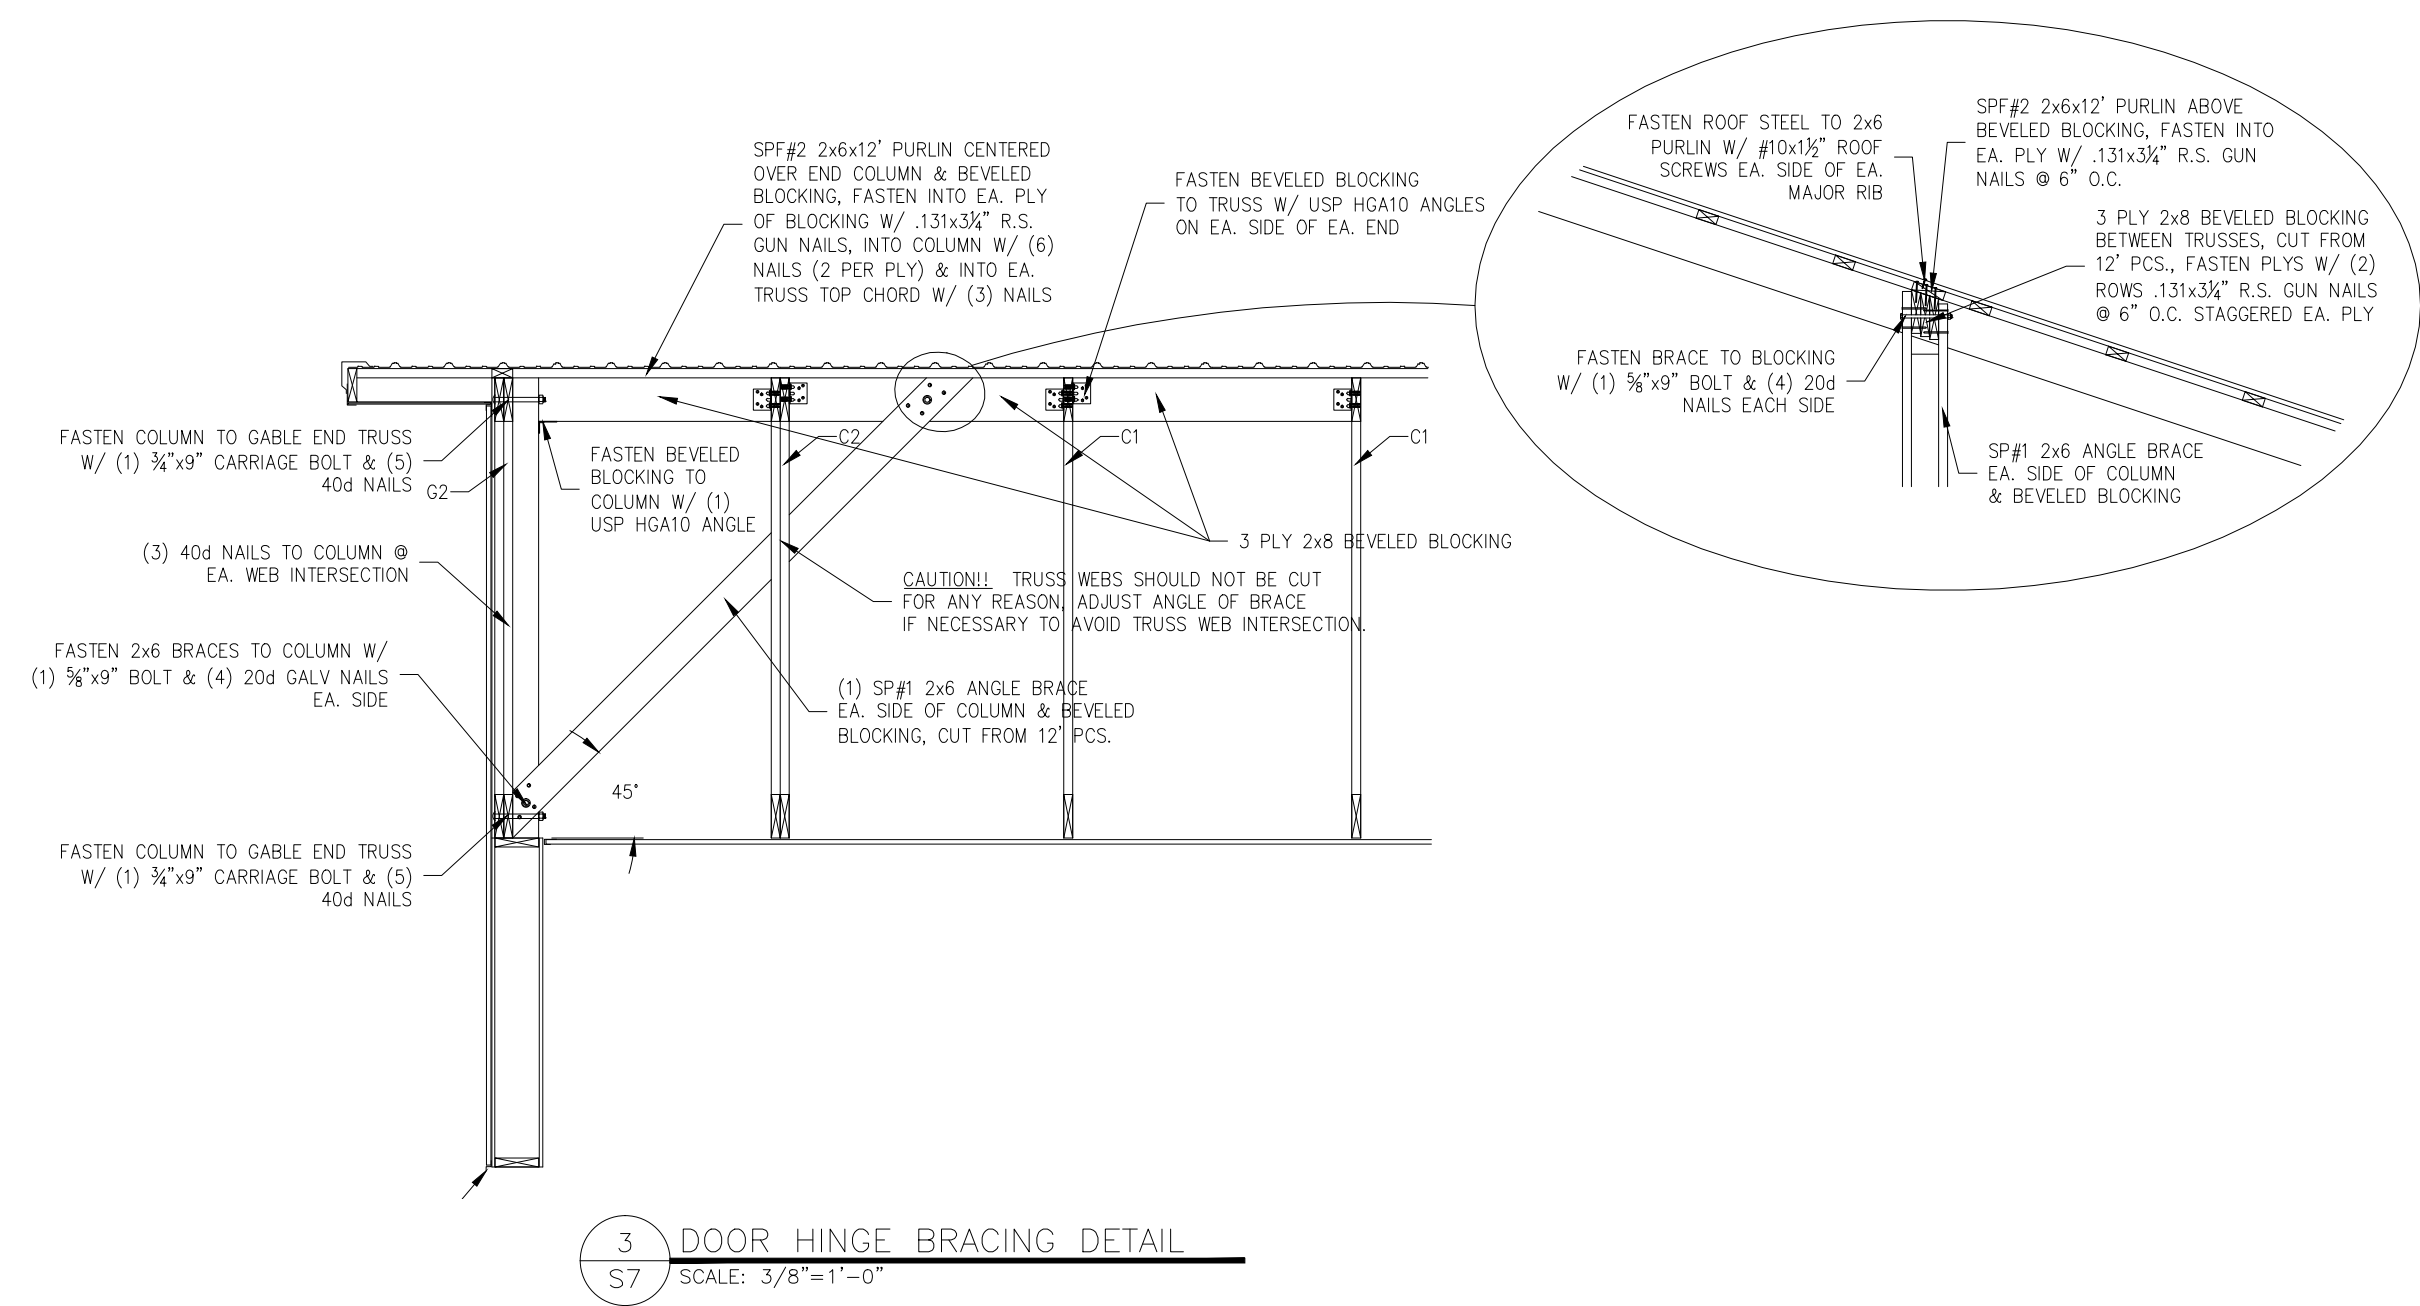 SPF#2 2x6x12' PURLIN CENTERED
OVER END COLUMN & BEVELED
BLOCKING, FASTEN INTO EA. PLY
OF BLOCKING W/ .131x3¼" R.S.
GUN NAILS, INTO COLUMN W/ (6)
NAILS (2 PER PLY) & INTO EA.
TRUSS TOP CHORD W/ (3) NAILS
FASTEN BEVELED BLOCKING
TO TRUSS W/ USP HGA10 ANGLES
ON EA. SIDE OF EA. END
FASTEN ROOF STEEL TO 2x6
PURLIN W/ #10x1½" ROOF
SCREWS EA. SIDE OF EA.
MAJOR RIB
SPF#2 2x6x12' PURLIN ABOVE
BEVELED BLOCKING, FASTEN INTO
EA. PLY W/ .131x3¼" R.S. GUN
NAILS @ 6" O.C.
3 PLY 2x8 BEVELED BLOCKING
BETWEEN TRUSSES, CUT FROM
12' PCS., FASTEN PLYS W/ (2)
ROWS .131x3¼" R.S. GUN NAILS
@ 6" O.C. STAGGERED EA. PLY
FASTEN BRACE TO BLOCKING
W/ (1) ⅝"x9" BOLT & (4) 20d
NAILS EACH SIDE
SP#1 2x6 ANGLE BRACE
EA. SIDE OF COLUMN
& BEVELED BLOCKING
FASTEN COLUMN TO GABLE END TRUSS
W/ (1) ¾"x9" CARRIAGE BOLT & (5)
40d NAILS
G2
FASTEN BEVELED
BLOCKING TO
COLUMN W/ (1)
USP HGA10 ANGLE
C2
C1
C1
3 PLY 2x8 BEVELED BLOCKING
(3) 40d NAILS TO COLUMN @
EA. WEB INTERSECTION
CAUTION!! TRUSS WEBS SHOULD NOT BE CUT
FOR ANY REASON, ADJUST ANGLE OF BRACE
IF NECESSARY TO AVOID TRUSS WEB INTERSECTION.
FASTEN 2x6 BRACES TO COLUMN W/
(1) ⅝"x9" BOLT & (4) 20d GALV NAILS
EA. SIDE
(1) SP#1 2x6 ANGLE BRACE
EA. SIDE OF COLUMN & BEVELED
BLOCKING, CUT FROM 12' PCS.
45°
FASTEN COLUMN TO GABLE END TRUSS
W/ (1) ¾"x9" CARRIAGE BOLT & (5)
40d NAILS
3
S7
DOOR HINGE BRACING DETAIL
SCALE: 3/8"=1'-0"